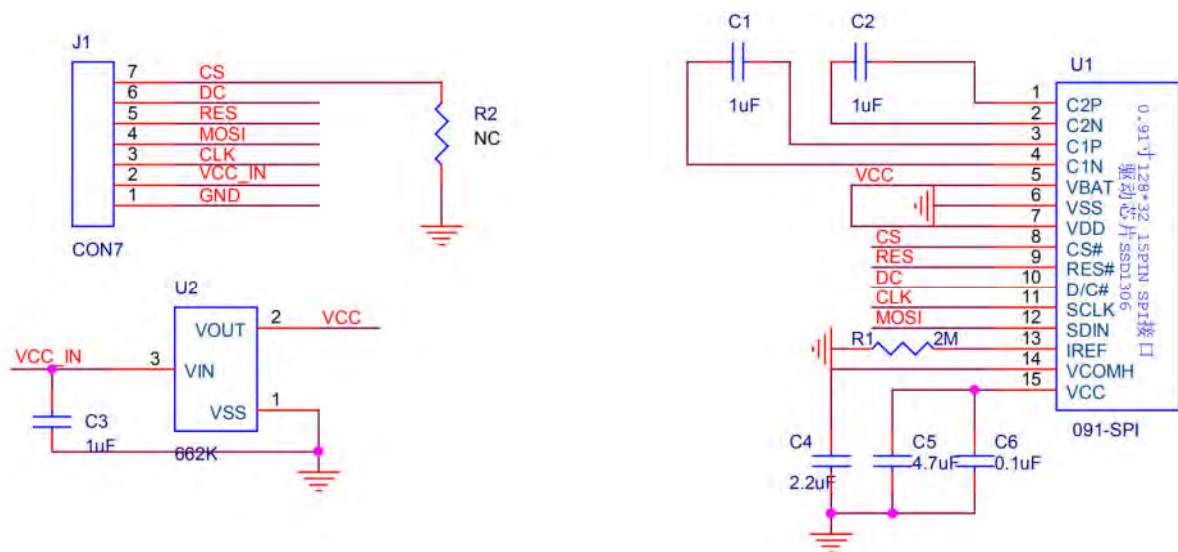 J1
7 CS
6 DC
5 RES
4 MOSI
3 CLK
2 VCC_IN
1 GND
CON7
R2
NC
U2
VOUT 2 VCC
VCC_IN 3 VIN
VSS 1
662K
C3
1uF
C1
1uF
C2
1uF
U1
1 C2P
2 C2N
3 C1P
4 C1N
VCC 5 VBAT
6 VSS
7 VDD
CS 8 CS#
RES 9 RES#
DC 10 D/C#
CLK 11 SCLK
MOSI 12 SDIN
R1 2M 13 IREF
14 VCOMH
15 VCC
0.91寸128*32 15PIN SPI接口
驱动芯片SSD1306
091-SPI
C4
2.2uF
C5
4.7uF
C6
0.1uF